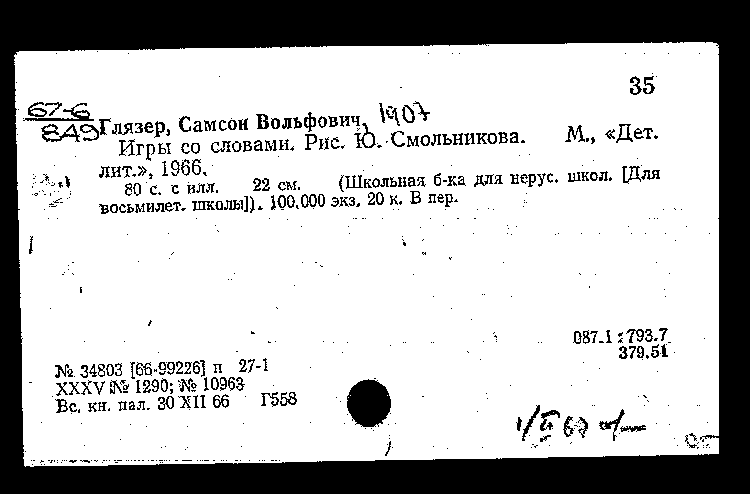 35
67-6
849
Глязер, Самсон Вольфович, 1907
Игры со словами. Рис. Ю. Смольникова. М., «Дет.
лит.», 1966.
80 с. с илл. 22 см. (Школьная б-ка для нерус. школ. [Для
восьмилет. школы]). 100.000 экз. 20 к. В пер.
087.1 : 793.7
379.51
№ 34803 [66-99226] п 27-1
XXXV № 1290; № 10963
Вс. кн. пал. 30 XII 66 Г558